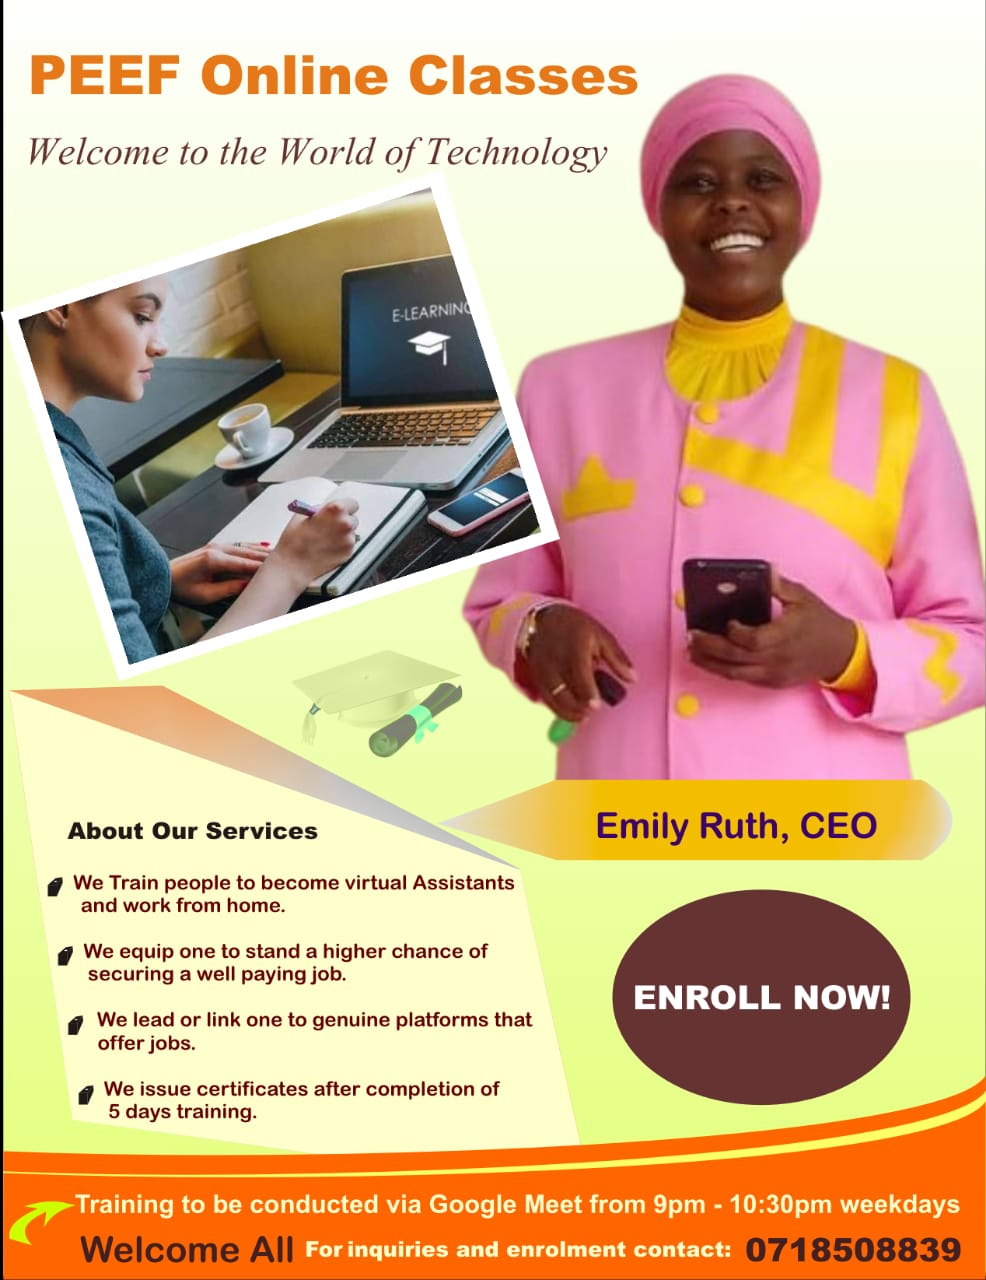 PEEF Online Classes
Welcome to the World of Technology
E-LEARNING
About Our Services
We Train people to become virtual Assistants
and work from home.
We equip one to stand a higher chance of
securing a well paying job.
We lead or link one to genuine platforms that
offer jobs.
We issue certificates after completion of
5 days training.
Emily Ruth, CEO
ENROLL NOW!
Training to be conducted via Google Meet from 9pm - 10:30pm weekdays
Welcome All For inquiries and enrolment contact: 0718508839